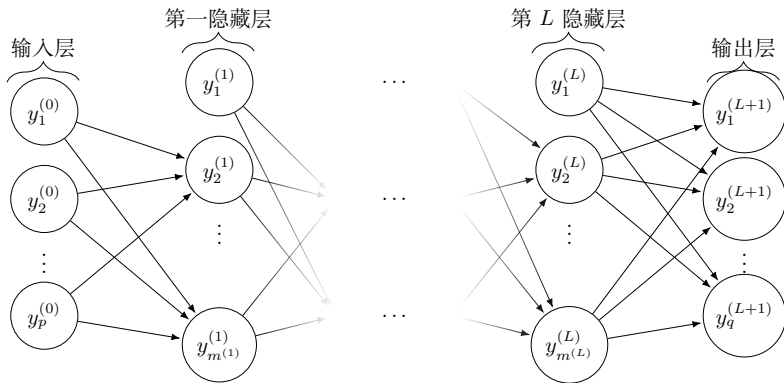 输入层
y_1^{(0)}
y_2^{(0)}
⋮
y_p^{(0)}
第一隐藏层
y_1^{(1)}
y_2^{(1)}
⋮
y_{m^{(1)}}^{(1)}
...
...
...
第 L 隐藏层
y_1^{(L)}
y_2^{(L)}
⋮
y_{m^{(L)}}^{(L)}
输出层
y_1^{(L+1)}
y_2^{(L+1)}
⋮
y_q^{(L+1)}